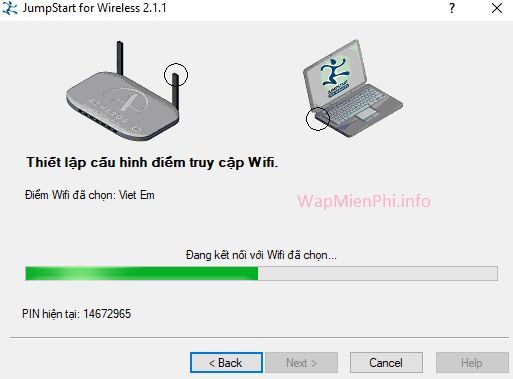 JumpStart for Wireless 2.1.1
JUMPSTART
Thiết lập cấu hình điểm truy cập Wifi.
Điểm Wifi đã chọn: Viet Em
WapMienPhi.info
Đang kết nối với Wifi đã chọn...
PIN hiện tại: 14672965
< Back
Next >
Cancel
Help